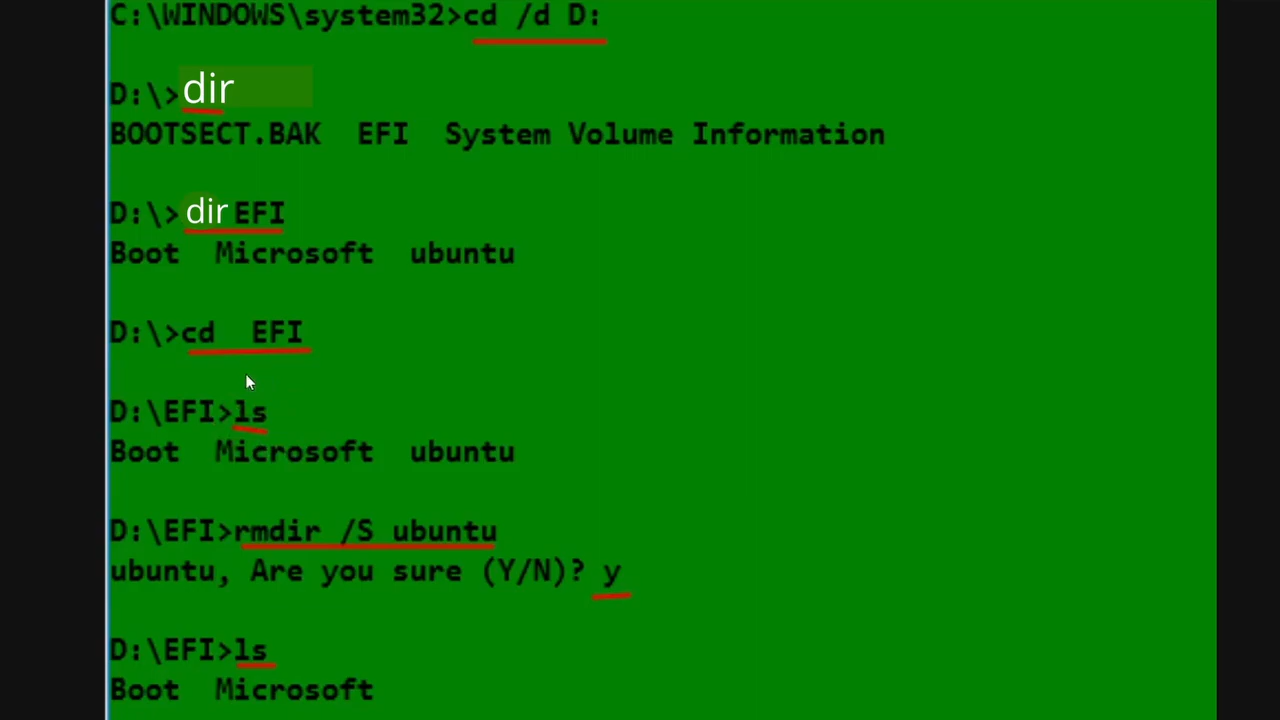 C:\WINDOWS\system32>cd /d D:
D:\>dir
BOOTSECT.BAK  EFI  System Volume Information
D:\>dir EFI
Boot  Microsoft  ubuntu
D:\>cd  EFI
D:\EFI>ls
Boot  Microsoft  ubuntu
D:\EFI>rmdir /S ubuntu
ubuntu, Are you sure (Y/N)? y
D:\EFI>ls
Boot  Microsoft